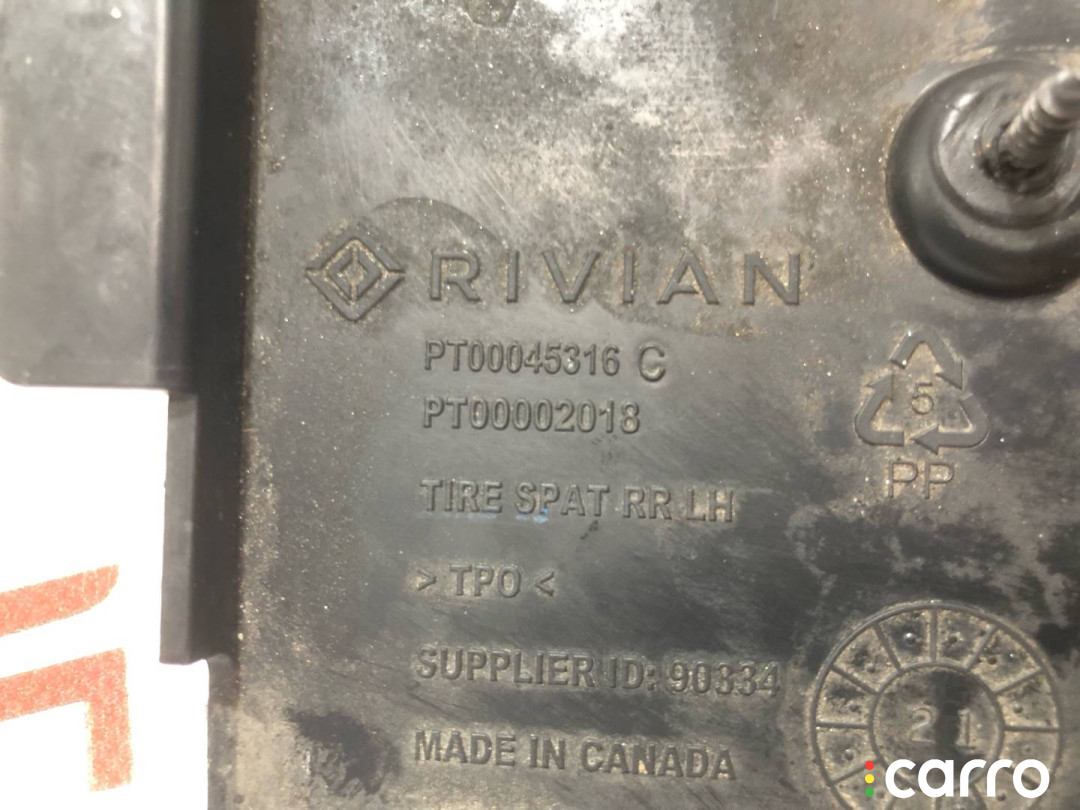 RIVIAN
PT00045316 C
PT00002018
5
PP
TIRE SPAT RR LH
> TPO <
SUPPLIER ID: 90334
21
MADE IN CANADA
carro